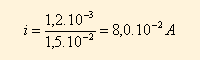 i = 1,2.10⁻³ / 1,5.10⁻² = 8,0.10⁻² A